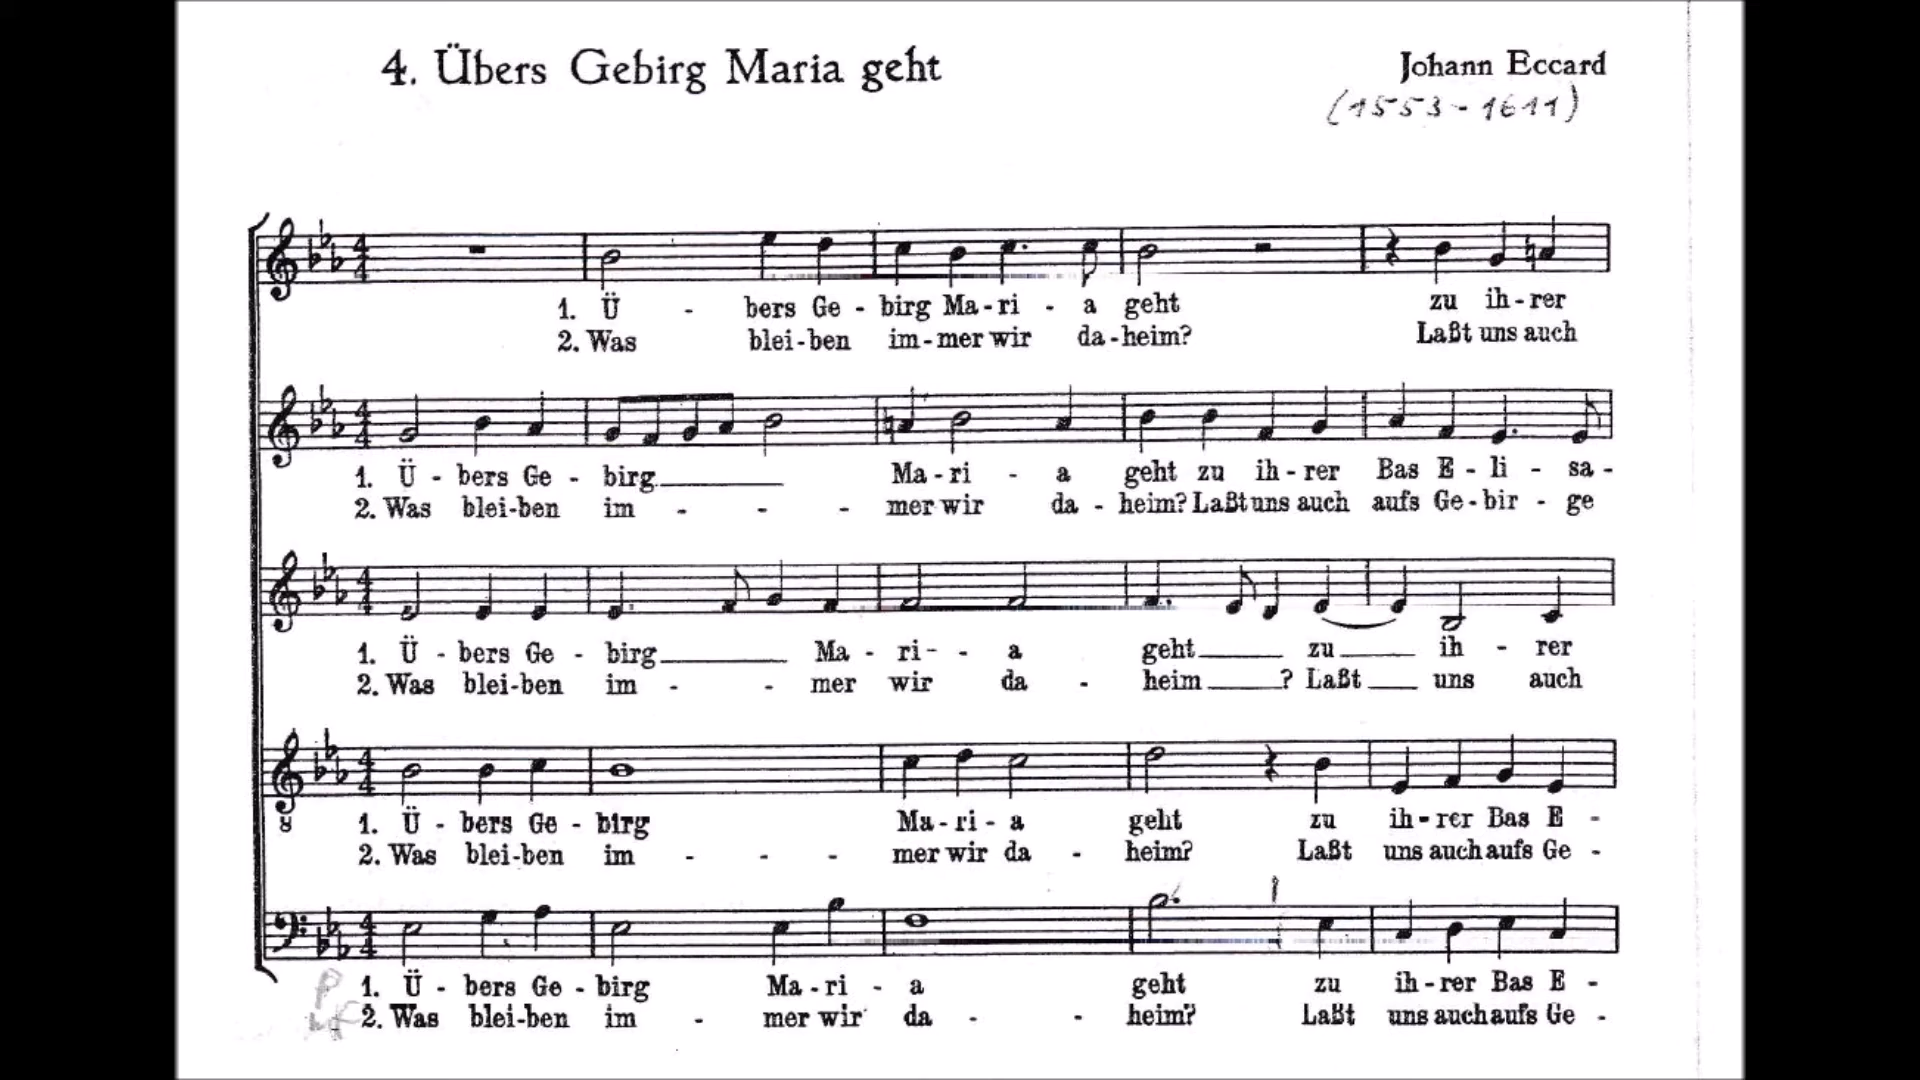 4. Übers Gebirg Maria geht
Johann Eccard
(1553-1611)
1. Ü - bers Ge - birg Ma - ri - a geht zu ih - rer
2. Was blei - ben im - mer wir da - heim? Laßt uns auch
1. Ü - bers Ge - birg Ma - ri - a geht zu ih - rer Bas E - li - sa -
2. Was blei - ben im - - - mer wir da - heim? Laßt uns auch aufs Ge - bir - ge
1. Ü - bers Ge - birg Ma - ri - - a geht zu ih - rer
2. Was blei - ben im - - mer wir da - heim ? Laßt uns auch
8 1. Ü - bers Ge - birg Ma - ri - a geht zu ih - rer Bas E -
2. Was blei - ben im - - - mer wir da - heim? Laßt uns auch aufs Ge -
1. Ü - bers Ge - birg Ma - ri - a geht zu ih - rer Bas E -
2. Was blei - ben im - mer wir da - - heim? Laßt uns auch aufs Ge -